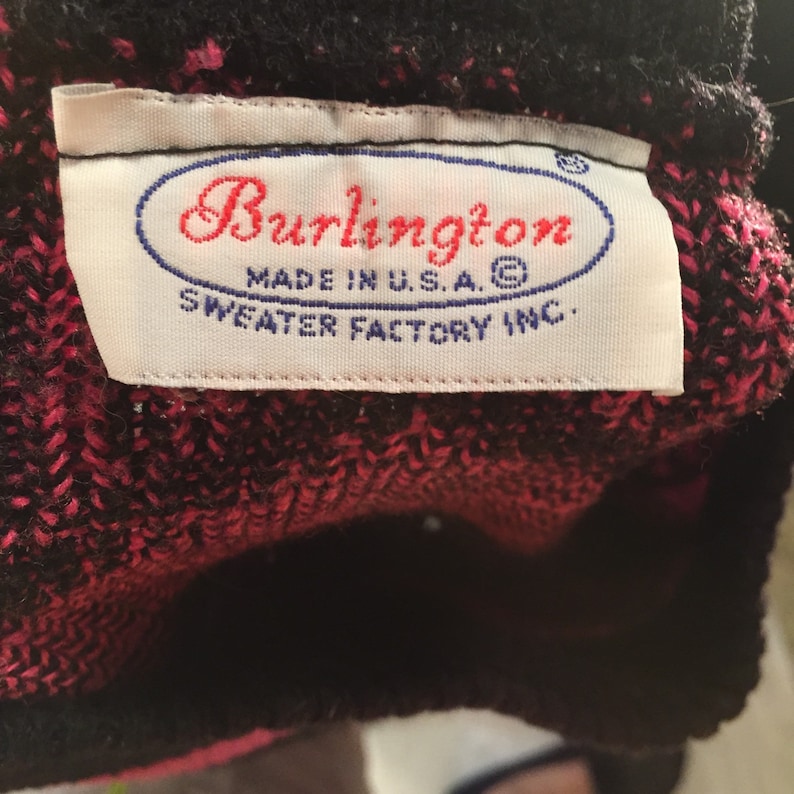 Burlington ®
MADE IN U.S.A. ©
SWEATER FACTORY INC.